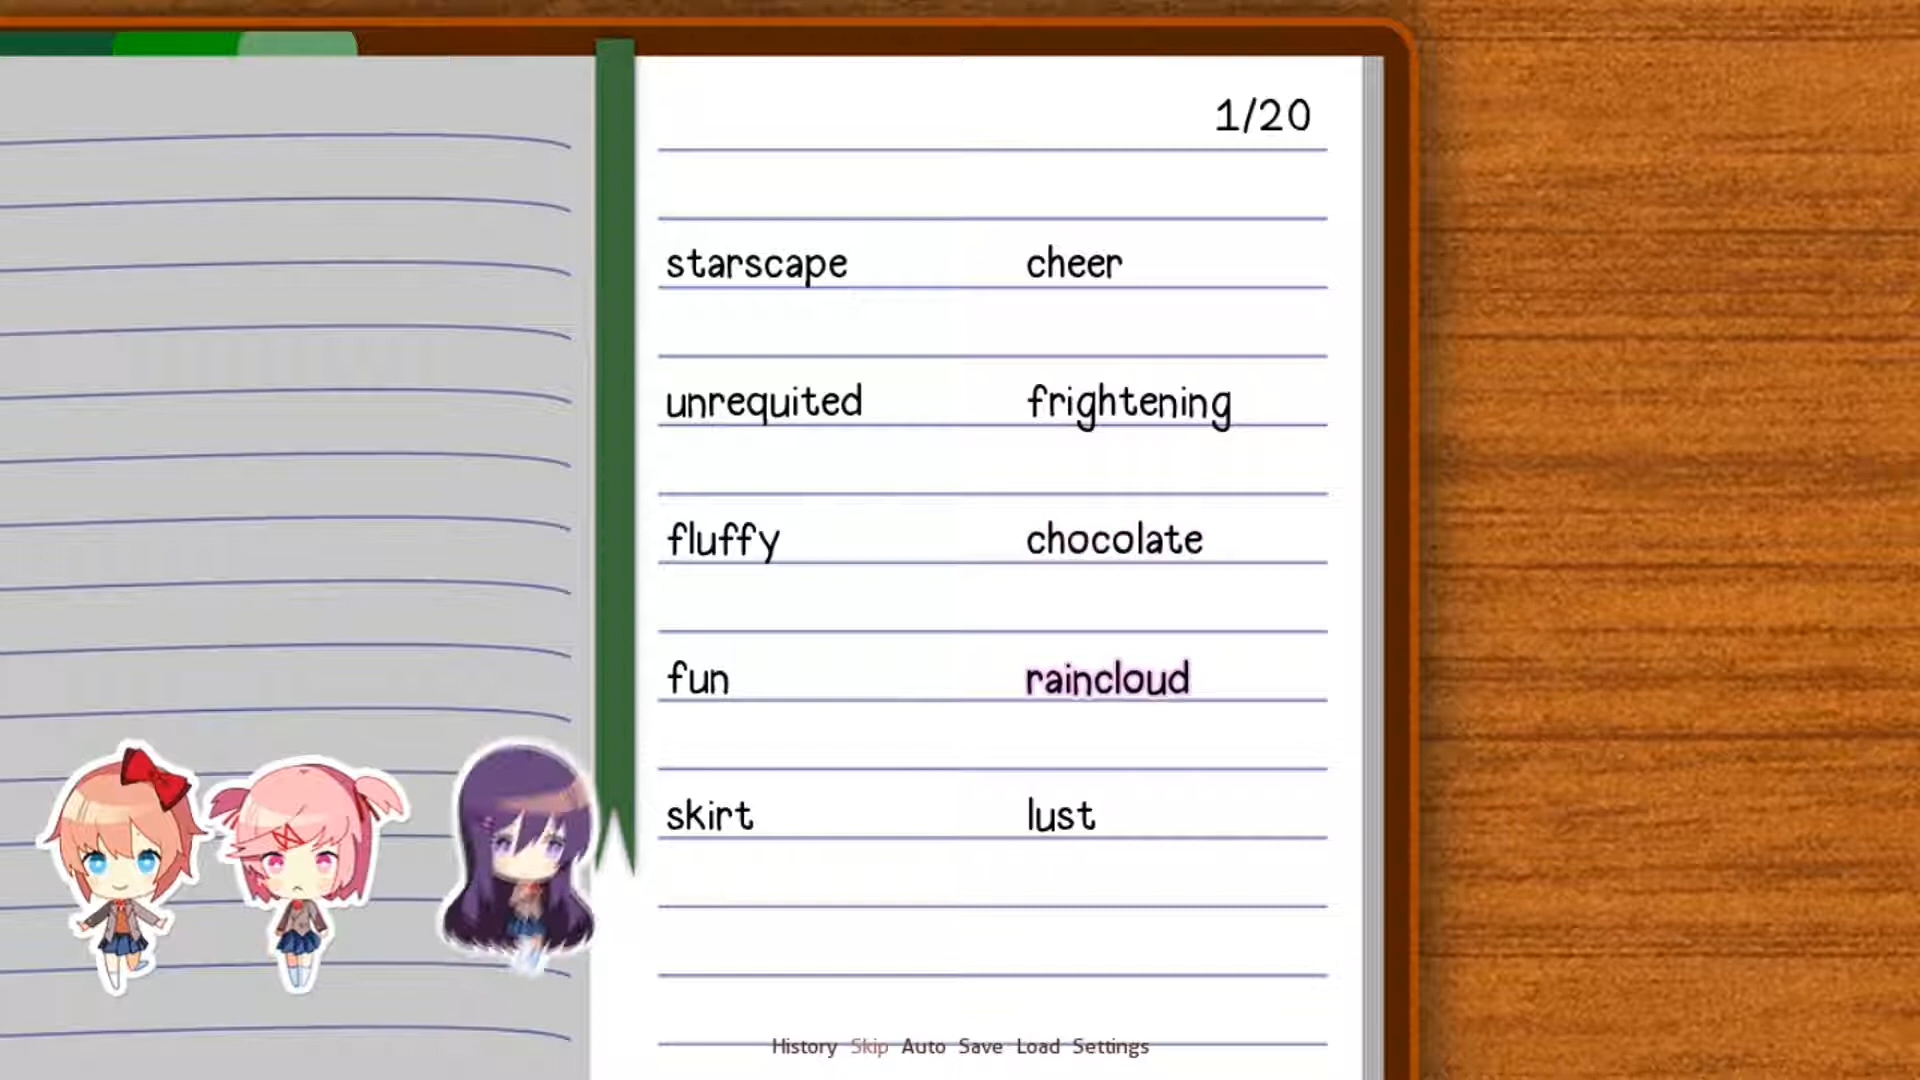 1/20
starscape cheer
unrequited frightening
fluffy chocolate
fun raincloud
skirt lust
History Skip Auto Save Load Settings